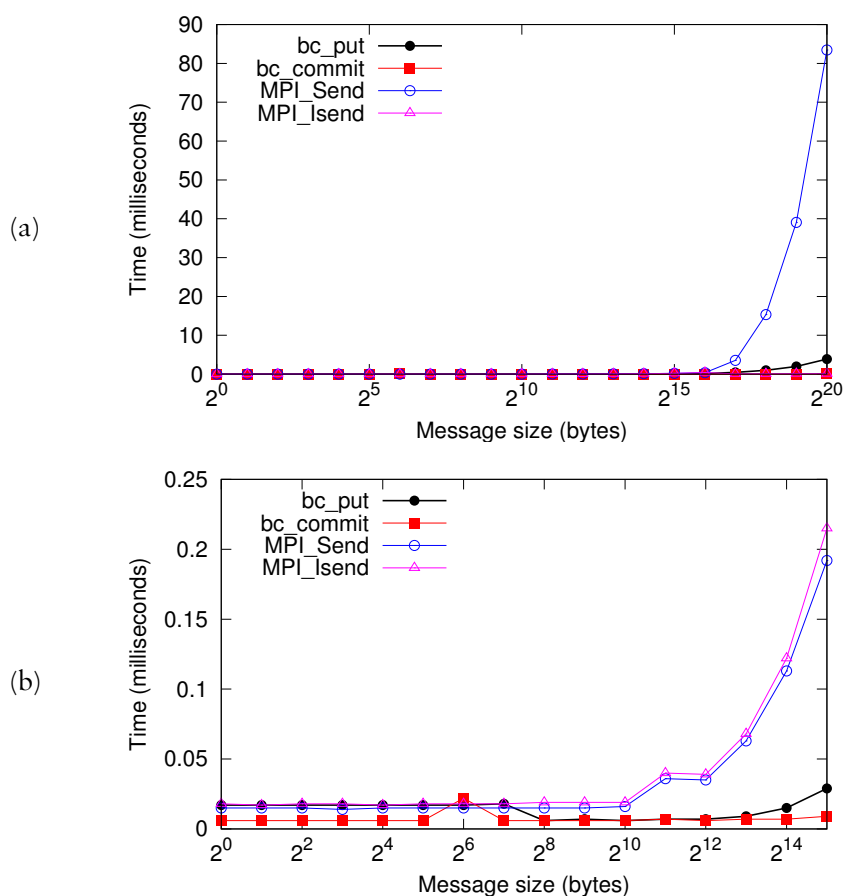 (a)
Time (milliseconds)
90
80
70
60
50
40
30
20
10
0
bc_put
bc_commit
MPI_Send
MPI_Isend
2^0 2^5 2^10 2^15 2^20
Message size (bytes)
(b)
Time (milliseconds)
0.25
0.2
0.15
0.1
0.05
0
bc_put
bc_commit
MPI_Send
MPI_Isend
2^0 2^2 2^4 2^6 2^8 2^10 2^12 2^14
Message size (bytes)